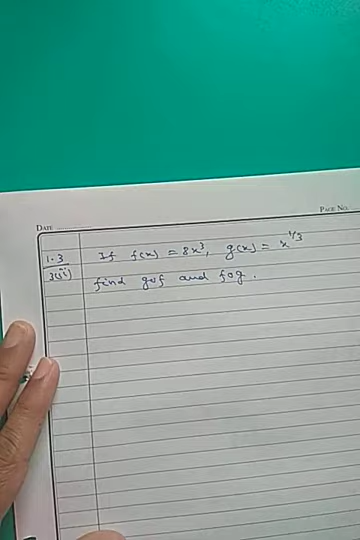 PAGE NO.
DATE
1.3 If f(x) = 8x³, g(x) = x^1/3
3(ii) find gof and fog.